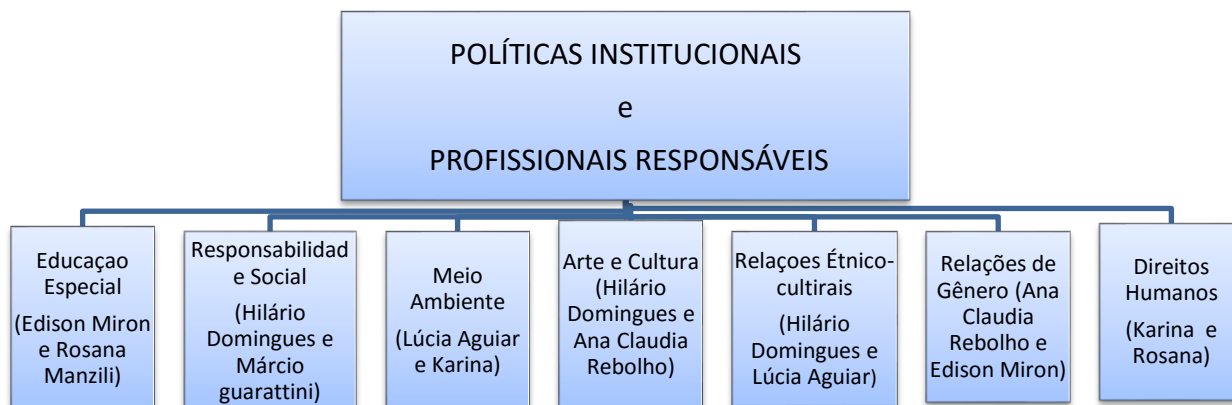 POLÍTICAS INSTITUCIONAIS
e
PROFISSIONAIS RESPONSÁVEIS
Educaçao
Especial
(Edison Miron
e Rosana
Manzili)
Responsabilidad
e Social
(Hilário
Domingues e
Márcio
guarattini)
Meio
Ambiente
(Lúcia Aguiar
e Karina)
Arte e Cultura
(Hilário
Domingues e
Ana Claudia
Rebolho)
Relaçoes Étnico-
cultirais
(Hilário
Domingues e
Lúcia Aguiar)
Relações de
Gênero (Ana
Claudia
Rebolho e
Edison Miron)
Direitos
Humanos
(Karina e
Rosana)